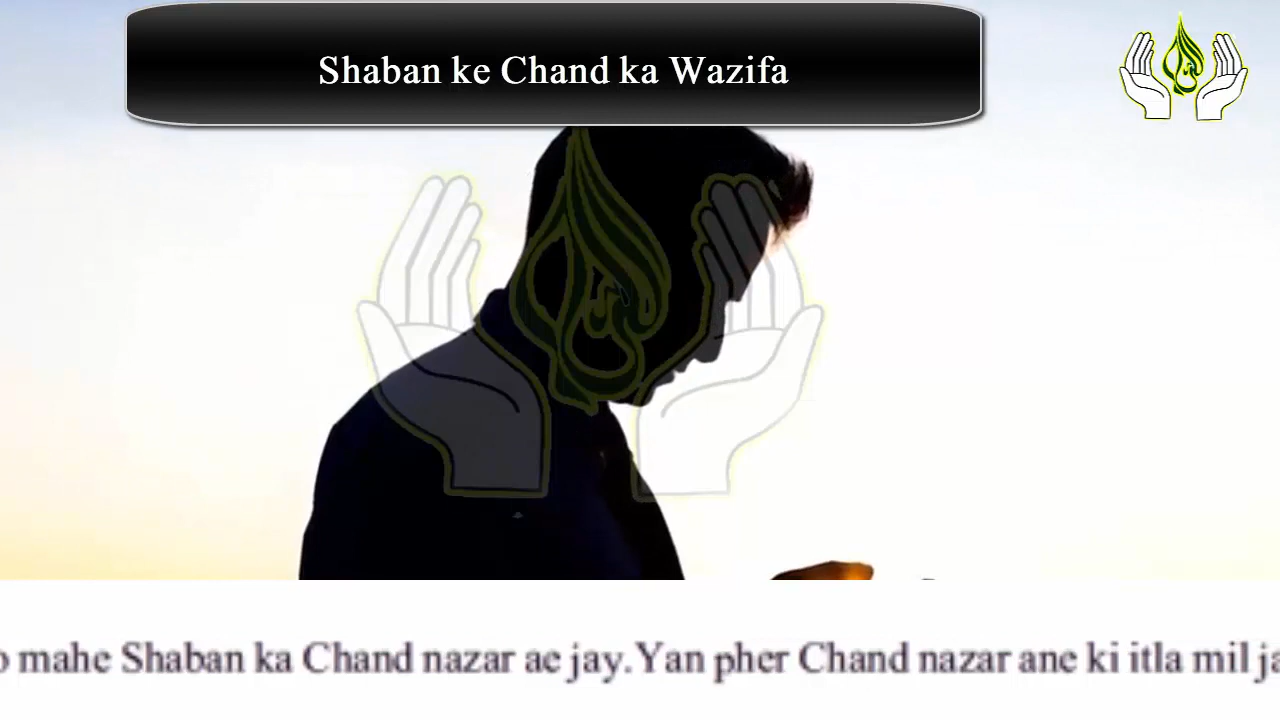 Shaban ke Chand ka Wazifa
mahe Shaban ka Chand nazar ae jay.Yan pher Chand nazar ane ki itla mil